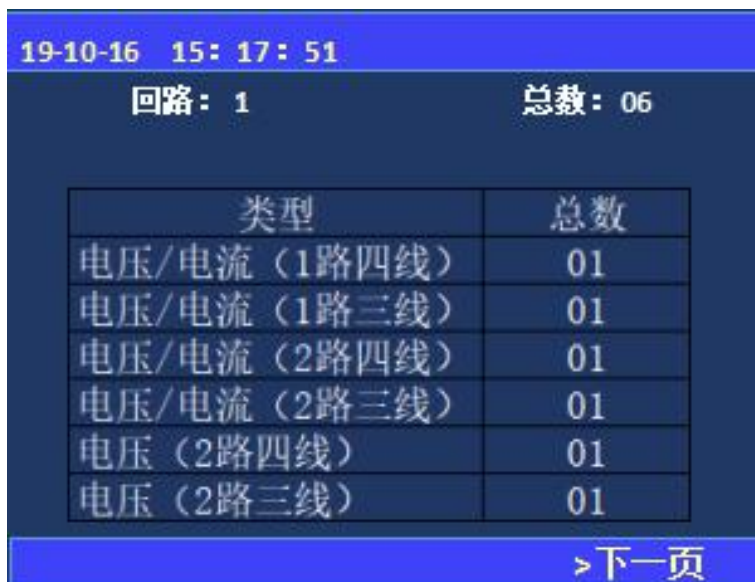 19-10-16 15:17:51
回路:1 总数:06
类型 总数
电压/电流(1路四线) 01
电压/电流(1路三线) 01
电压/电流(2路四线) 01
电压/电流(2路三线) 01
电压(2路四线) 01
电压(2路三线) 01
>下一页